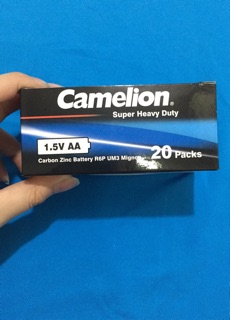 Camelion®
Super Heavy Duty
1.5V AA
20 Packs
Carbon Zinc Battery R6P UM3 Mignon